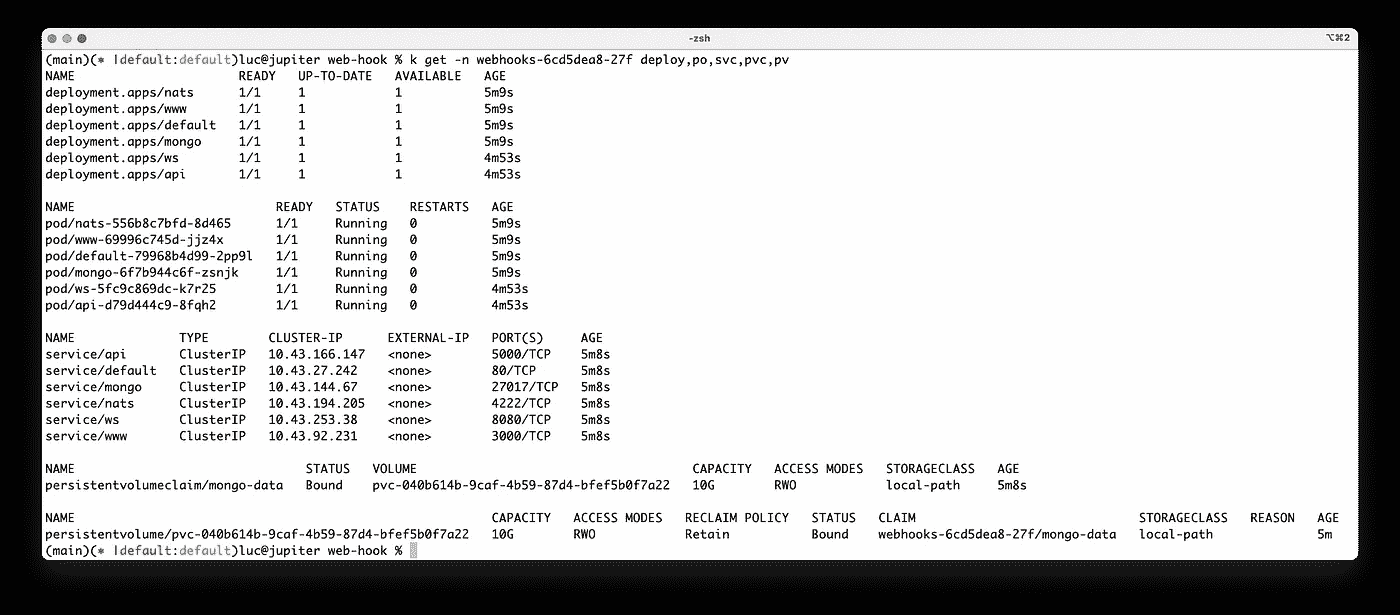 -zsh
⌥⌘2
(main)(⎈ |default:default)luc@jupiter web-hook % k get -n webhooks-6cd5dea8-27f deploy,po,svc,pvc,pv
NAME READY UP-TO-DATE AVAILABLE AGE
deployment.apps/nats 1/1 1 1 5m9s
deployment.apps/www 1/1 1 1 5m9s
deployment.apps/default 1/1 1 1 5m9s
deployment.apps/mongo 1/1 1 1 5m9s
deployment.apps/ws 1/1 1 1 4m53s
deployment.apps/api 1/1 1 1 4m53s
NAME READY STATUS RESTARTS AGE
pod/nats-556b8c7bfd-8d465 1/1 Running 0 5m9s
pod/www-69996c745d-jjz4x 1/1 Running 0 5m9s
pod/default-79968b4d99-2pp9l 1/1 Running 0 5m9s
pod/mongo-6f7b944c6f-zsnjk 1/1 Running 0 5m9s
pod/ws-5fc9c869dc-k7r25 1/1 Running 0 4m53s
pod/api-d79d444c9-8fqh2 1/1 Running 0 4m53s
NAME TYPE CLUSTER-IP EXTERNAL-IP PORT(S) AGE
service/api ClusterIP 10.43.166.147 <none> 5000/TCP 5m8s
service/default ClusterIP 10.43.27.242 <none> 80/TCP 5m8s
service/mongo ClusterIP 10.43.144.67 <none> 27017/TCP 5m8s
service/nats ClusterIP 10.43.194.205 <none> 4222/TCP 5m8s
service/ws ClusterIP 10.43.253.38 <none> 8080/TCP 5m8s
service/www ClusterIP 10.43.92.231 <none> 3000/TCP 5m8s
NAME STATUS VOLUME CAPACITY ACCESS MODES STORAGECLASS AGE
persistentvolumeclaim/mongo-data Bound pvc-040b614b-9caf-4b59-87d4-bfef5b0f7a22 10G RWO local-path 5m8s
NAME CAPACITY ACCESS MODES RECLAIM POLICY STATUS CLAIM STORAGECLASS REASON AGE
persistentvolume/pvc-040b614b-9caf-4b59-87d4-bfef5b0f7a22 10G RWO Retain Bound webhooks-6cd5dea8-27f/mongo-data local-path 5m
(main)(⎈ |default:default)luc@jupiter web-hook %